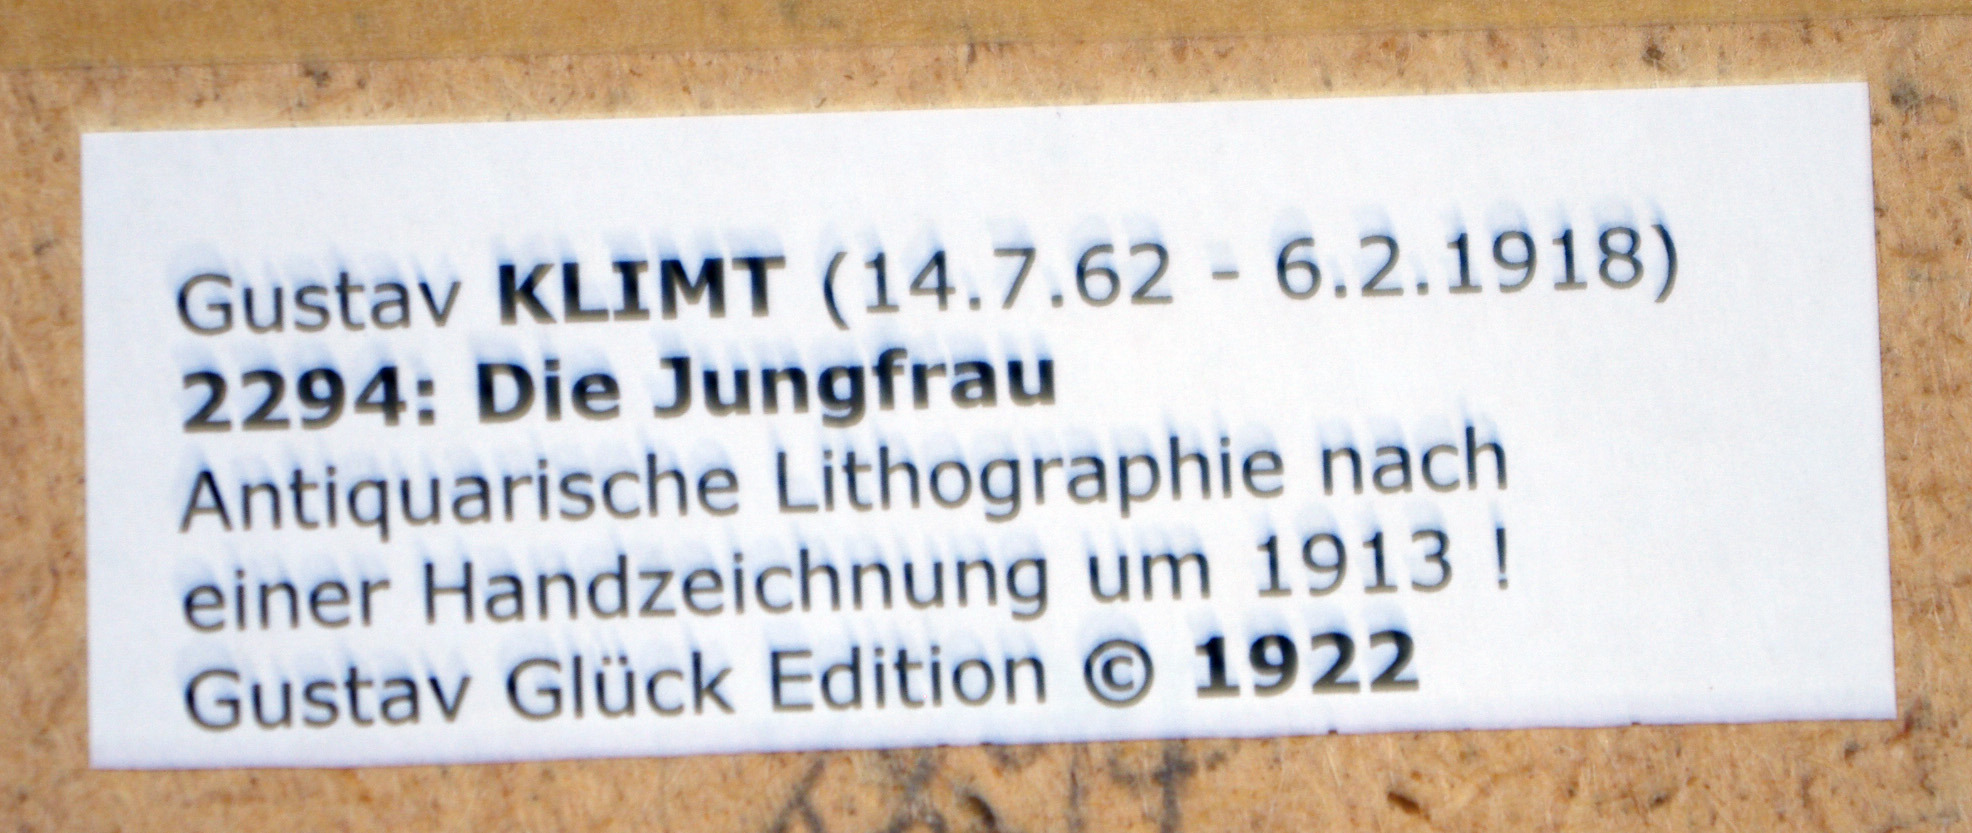 Gustav KLIMT (14.7.62 - 6.2.1918)
2294: Die Jungfrau
Antiquarische Lithographie nach
einer Handzeichnung um 1913 !
Gustav Glück Edition © 1922